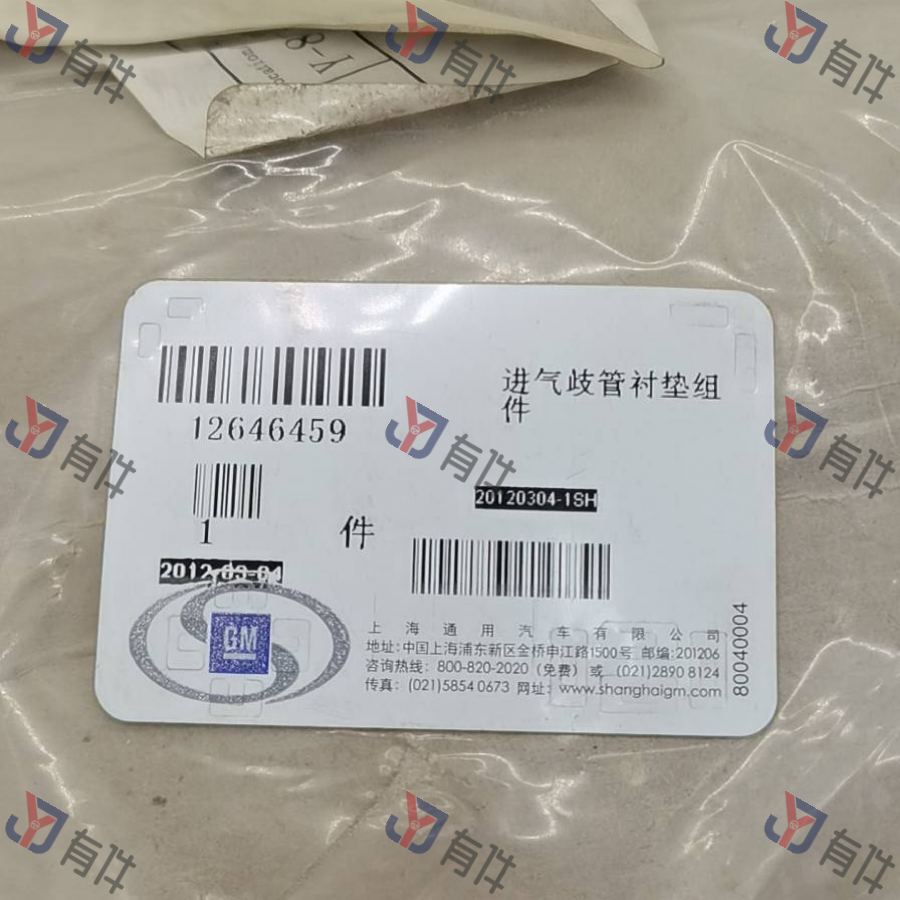 12646459
进气歧管衬垫组
件
1 件
20120304-1SH
2012-03-04
GM
上海通用汽车有限公司
地址:中国上海浦东新区金桥申江路1500号 邮编:201206
咨询热线: 800-820-2020 (免费) 或 (021)2890 8124
传真: (021)5854 0673 网址: www.shanghaigm.com
80040004
有件
有件
有件
有件
有件
有件
有件
有件
有件